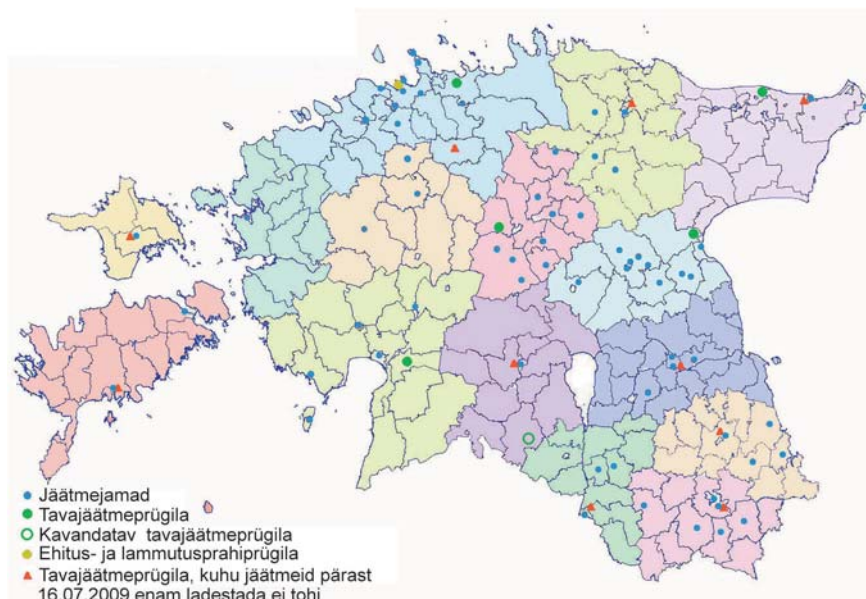 Jäätmejamad
Tavajäätmeprügila
Kavandatav tavajäätmeprügila
Ehitus- ja lammutusprahiprügila
Tavajäätmeprügila, kuhu jäätmeid pärast
16.07.2009 enam ladestada ei tohi